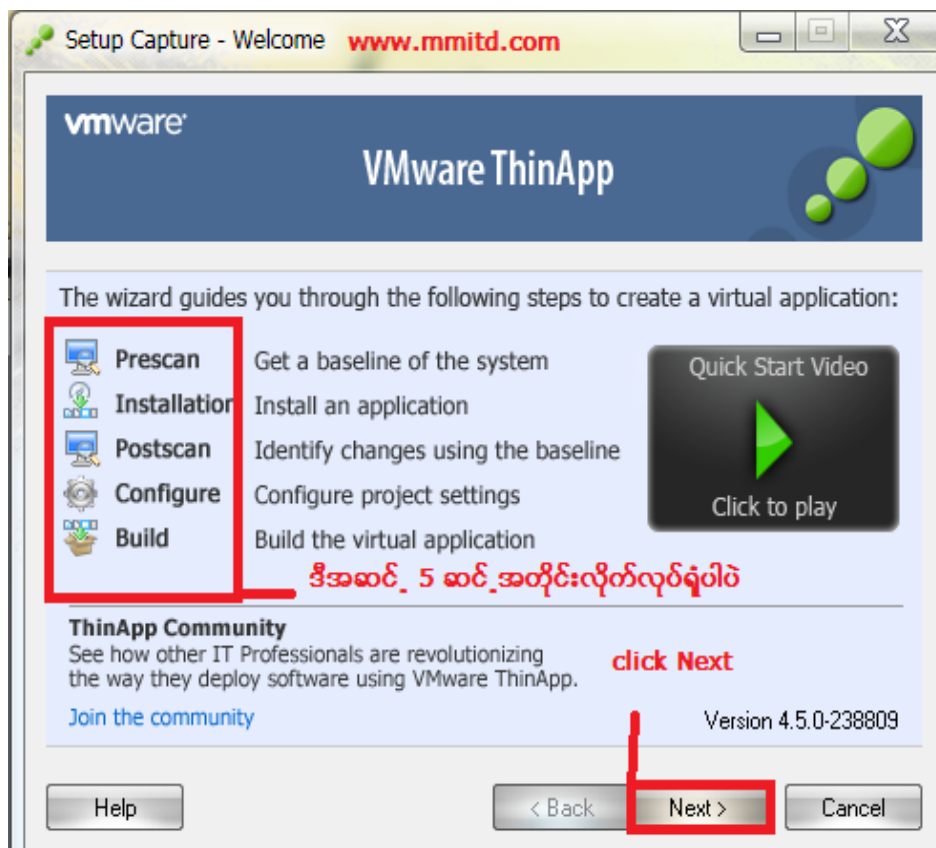 Setup Capture - Welcome www.mmitd.com
vmware
VMware ThinApp
The wizard guides you through the following steps to create a virtual application:
Prescan Get a baseline of the system
Installation Install an application
Postscan Identify changes using the baseline
Configure Configure project settings
Build Build the virtual application
Quick Start Video
Click to play
ဒီအဆင့် 5 ဆင့်အတိုင်းလိုက်လုပ်ရုံပါပဲ
ThinApp Community
See how other IT Professionals are revolutionizing
the way they deploy software using VMware ThinApp.
click Next
Join the community
Version 4.5.0-238809
Help < Back Next > Cancel